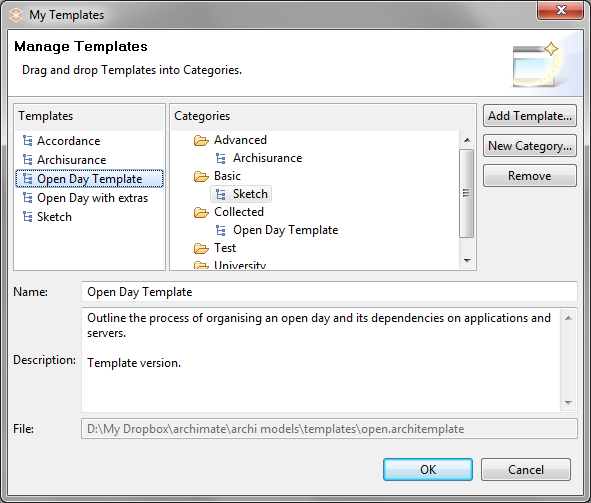 My Templates
Manage Templates
Drag and drop Templates into Categories.
Templates
Accordance
Archisurance
Open Day Template
Open Day with extras
Sketch
Categories
Advanced
Archisurance
Basic
Sketch
Collected
Open Day Template
Test
University
Add Template...
New Category...
Remove
Name:
Open Day Template
Description:
Outline the process of organising an open day and its dependencies on applications and
servers.
Template version.
File:
D:\My Dropbox\archimate\archi models\templates\open.architemplate
OK
Cancel